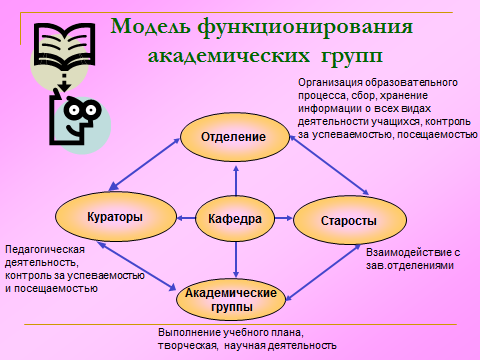 Модель функционирования
академических групп
Организация образовательного
процесса, сбор, хранение
информации о всех видах
деятельности учащихся, контроль
за успеваемостью, посещаемостью
Отделение
Кураторы
Кафедра
Старосты
Педагогическая
деятельность,
контроль за успеваемостью
и посещаемостью
Взаимодействие с
зав.отделениями
Академические
группы
Выполнение учебного плана,
творческая, научная деятельность